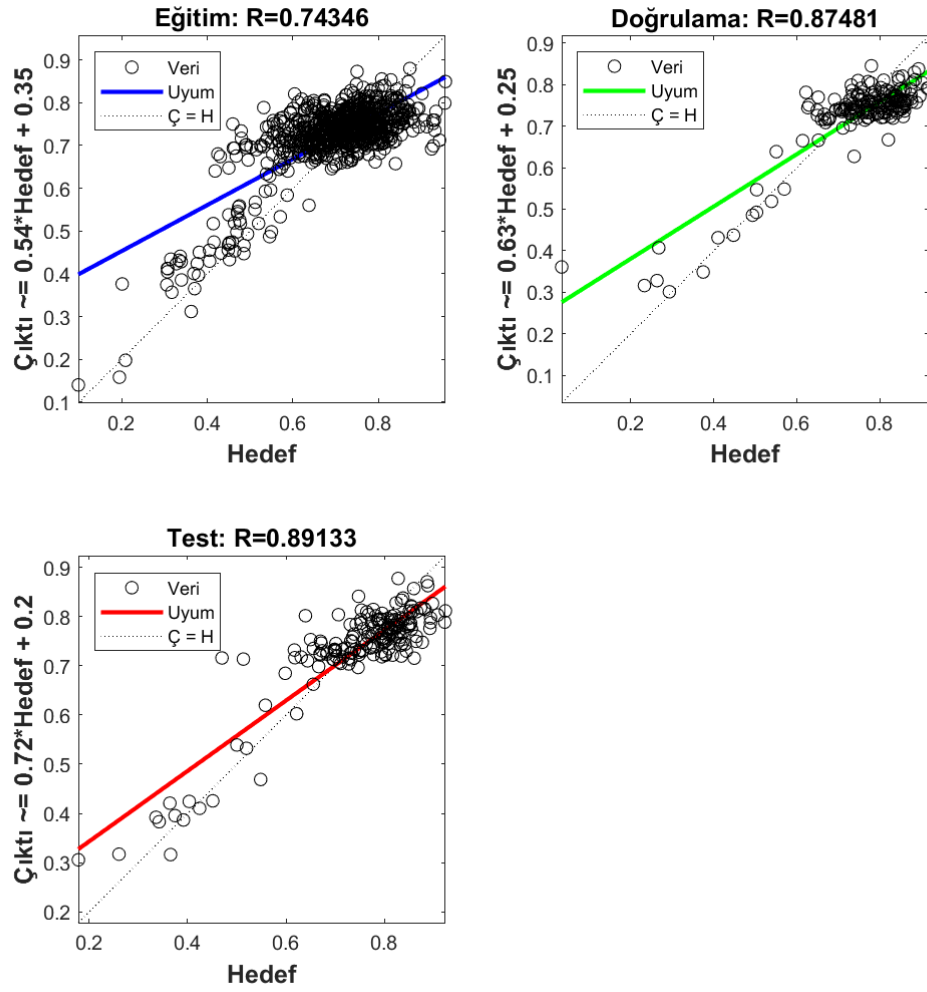 Eğitim: R=0.74346
Veri
Uyum
Ç = H
Çıktı ~= 0.54*Hedef + 0.35
0.9
0.8
0.7
0.6
0.5
0.4
0.3
0.2
0.1
0.2
0.4
0.6
0.8
Hedef
Doğrulama: R=0.87481
Veri
Uyum
Ç = H
Çıktı ~= 0.63*Hedef + 0.25
0.9
0.8
0.7
0.6
0.5
0.4
0.3
0.2
0.1
0.2
0.4
0.6
0.8
Hedef
Test: R=0.89133
Veri
Uyum
Ç = H
Çıktı ~= 0.72*Hedef + 0.2
0.9
0.8
0.7
0.6
0.5
0.4
0.3
0.2
0.2
0.4
0.6
0.8
Hedef